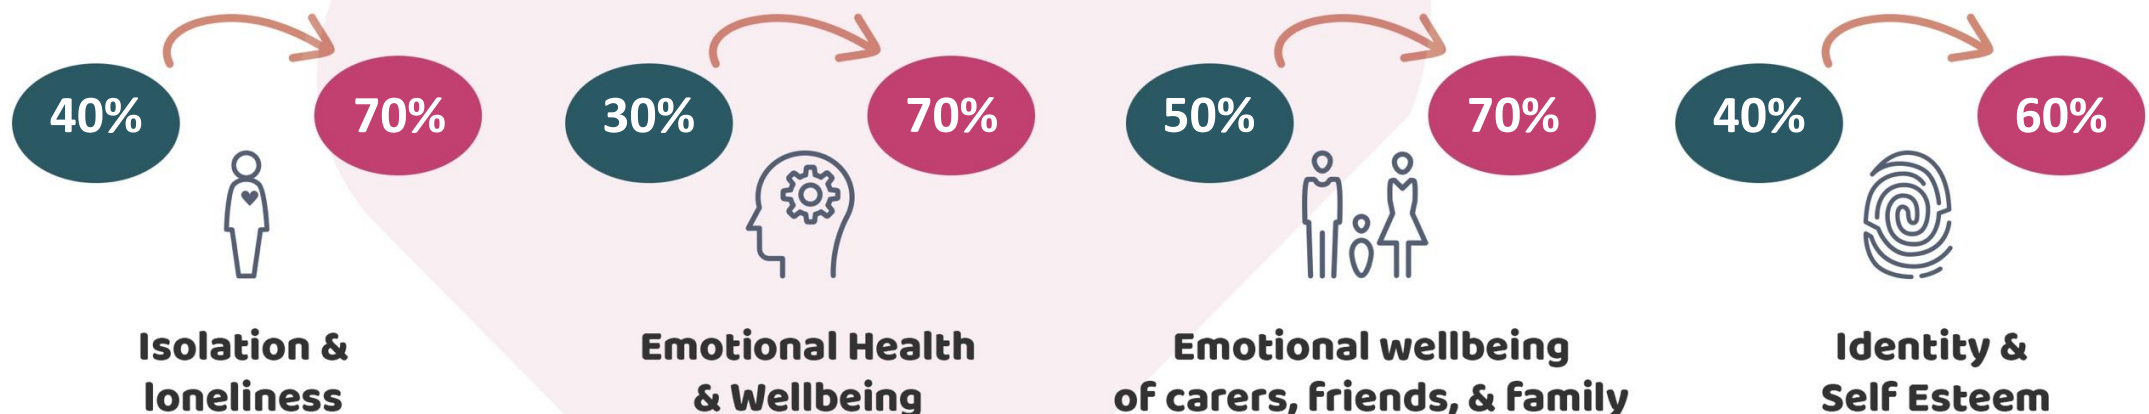 40%
70%
Isolation &
loneliness
30%
70%
Emotional Health
& Wellbeing
50%
70%
Emotional wellbeing
of carers, friends, & family
40%
60%
Identity &
Self Esteem